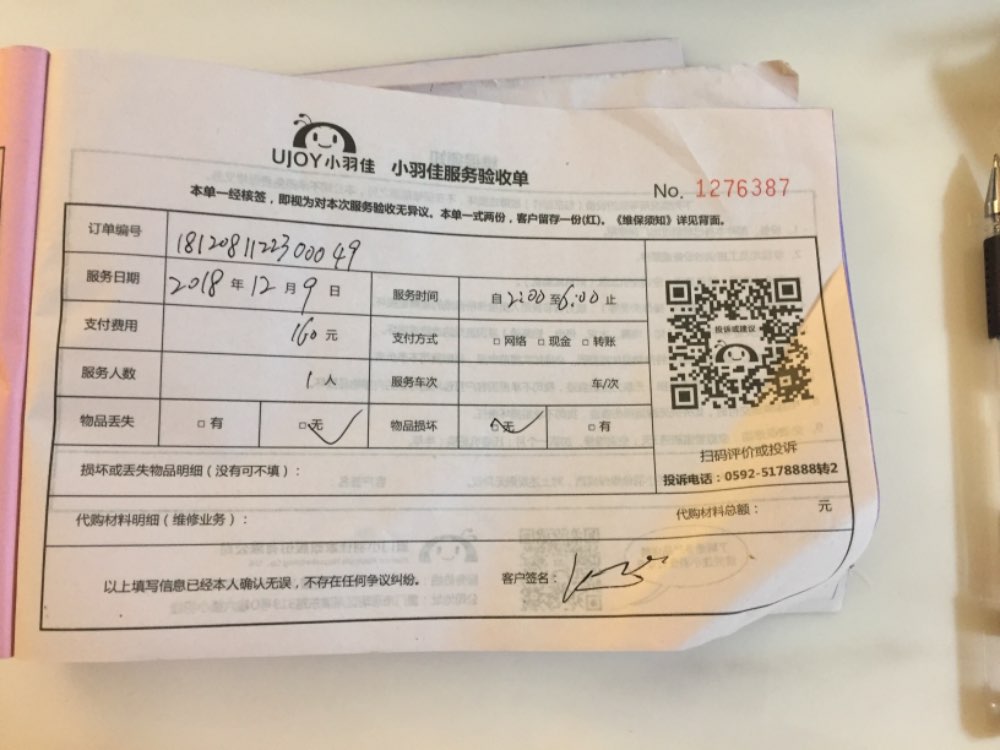 UJOY小羽佳 小羽佳服务验收单
No. 1276387
本单一经核签，即视为对本次服务验收无异议。本单一式两份，客户留存一份(红)。《维保须知》详见背面。
订单编号 18120811223000049
服务日期 2018 年 12 月 9 日 服务时间 自 2:00 至 6:00 止
支付费用 160 元 支付方式 □ 网络 □ 现金 □ 转账
服务人数 1 人 服务车次 车/次
物品丢失 □ 有 □ 无 物品损坏 □ 无 □ 有
投诉或建议
扫码评价或投诉
投诉电话：0592-5178888转2
损坏或丢失物品明细（没有可不填）：
代购材料明细（维修业务）： 代购材料总额： 元
以上填写信息已经本人确认无误，不存在任何争议纠纷。 客户签名：